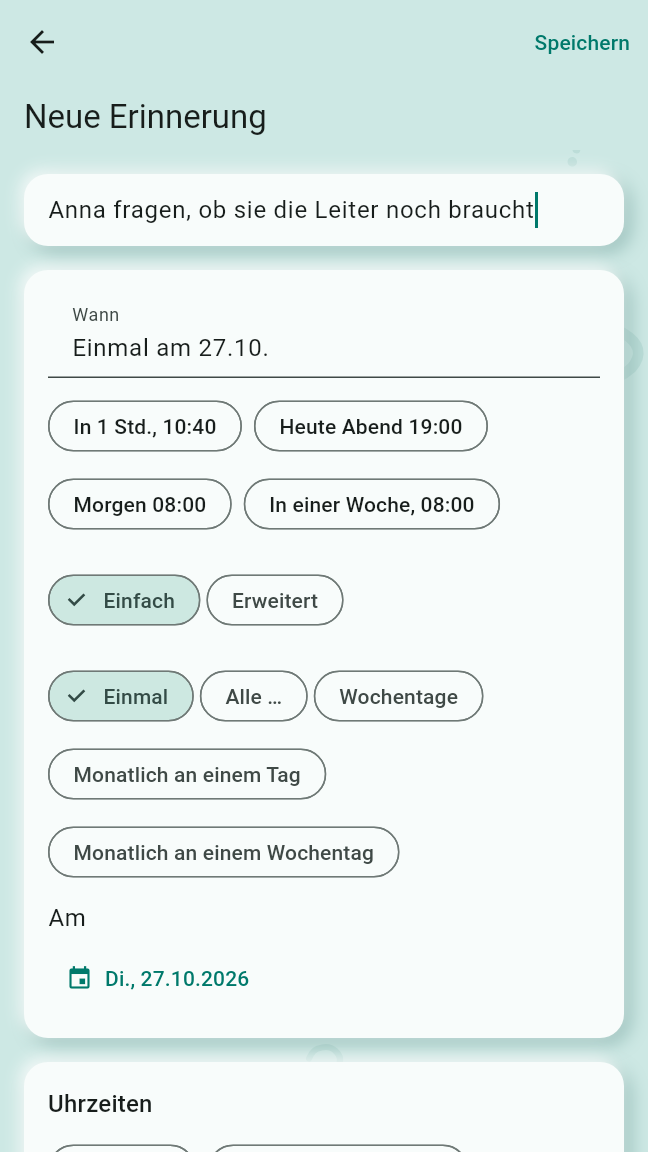 Speichern
Neue Erinnerung
Anna fragen, ob sie die Leiter noch braucht
Wann
Einmal am 27.10.
In 1 Std., 10:40
Heute Abend 19:00
Morgen 08:00
In einer Woche, 08:00
Einfach
Erweitert
Einmal
Alle ...
Wochentage
Monatlich an einem Tag
Monatlich an einem Wochentag
Am
Di., 27.10.2026
Uhrzeiten